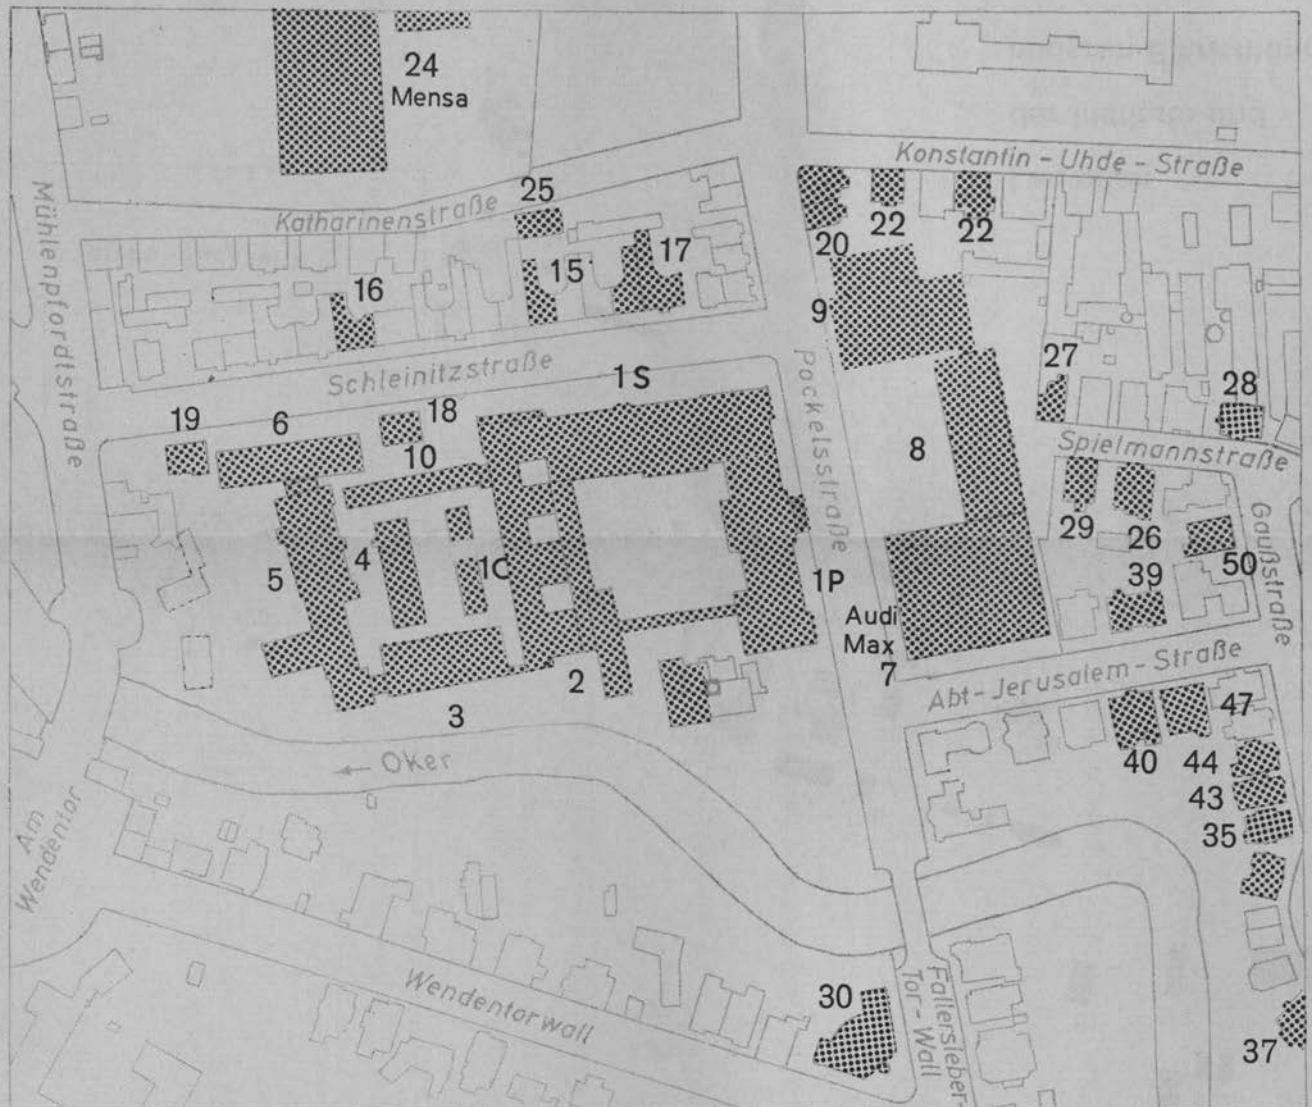 24
Mensa
Konstantin - Uhde - Straße
Mühlenpfordtstraße
Katharinenstraße
25
22
22
20
17
15
16
9
Schleinitzstraße
1S
Pockelsstraße
27
28
19
6
18
10
8
Spielmannstraße
29
26
50
Gaußstraße
5
4
1C
39
1P
Audi
Max
7
2
3
Abt-Jerusalem-Straße
47
40
44
43
35
← Oker
Am
Wendentor
Wendentorwall
30
Fallersleber-
Tor-Wall
37